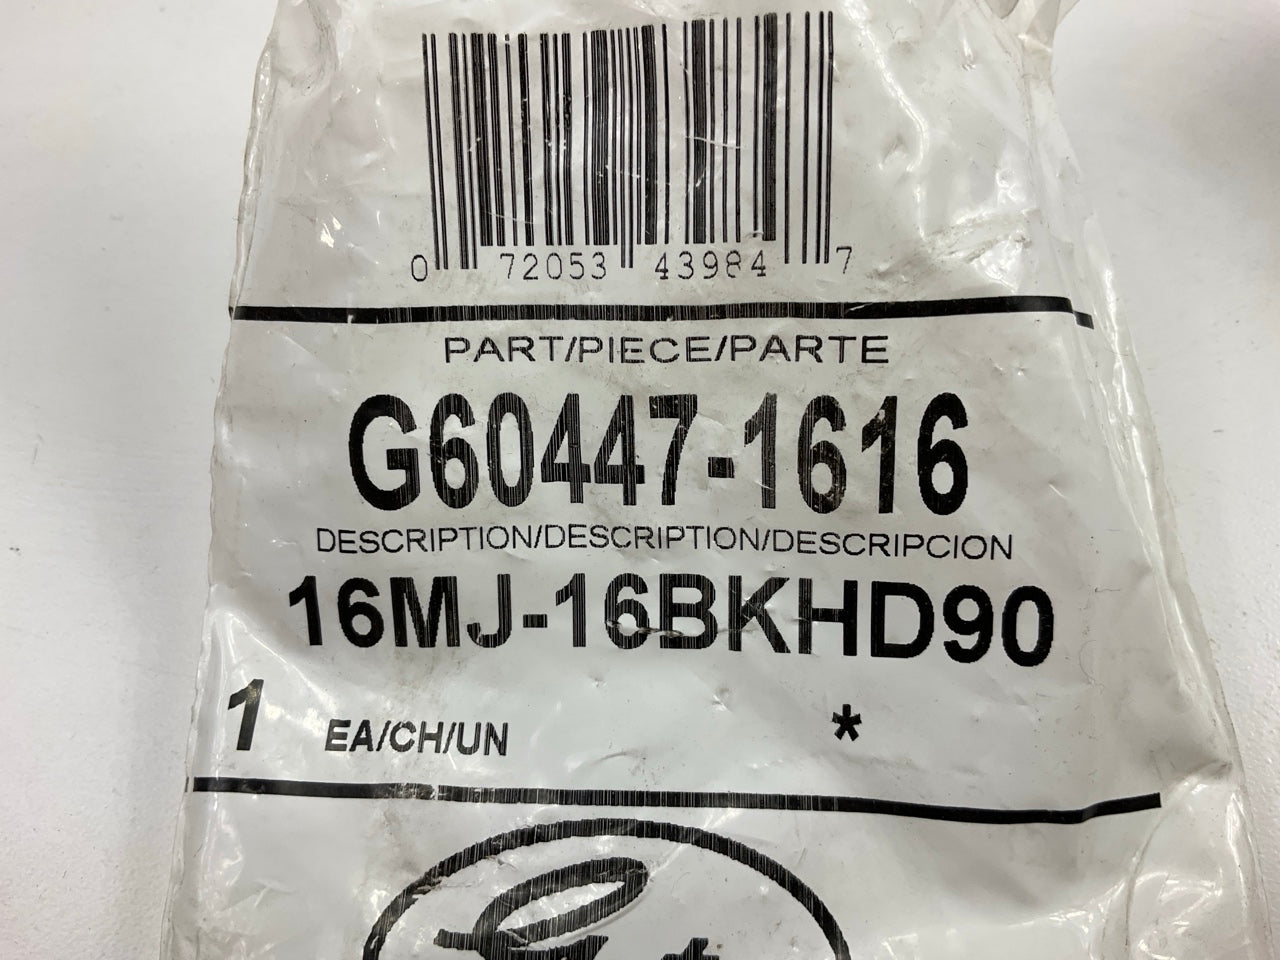 0 72053 43984 7
PART/PIECE/PARTE
G60447-1616
DESCRIPTION/DESCRIPTION/DESCRIPCION
16MJ-16BKHD90
1 EA/CH/UN *